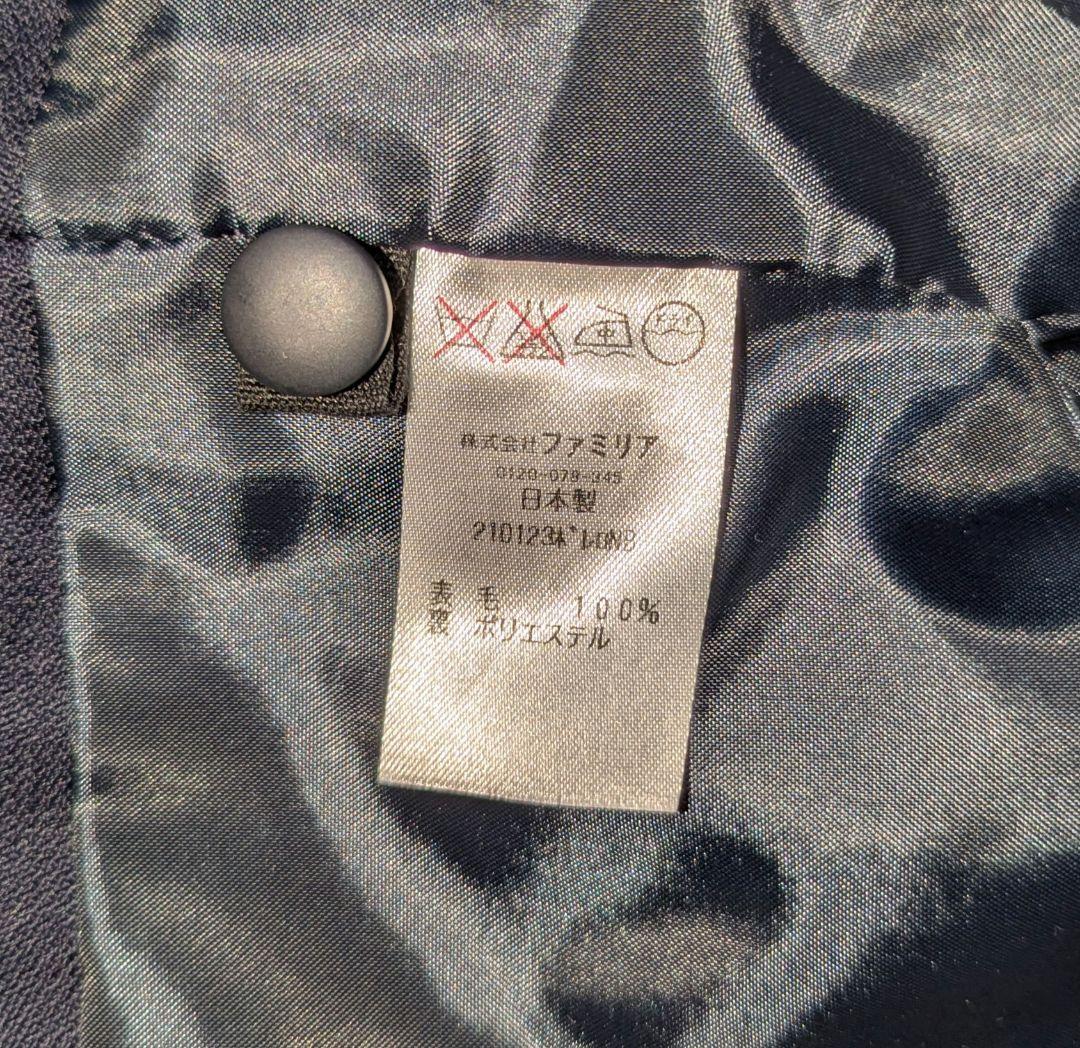 株式会社ファミリア
0120-078-345
日本製
表 毛 100%
裏 ポリエステル